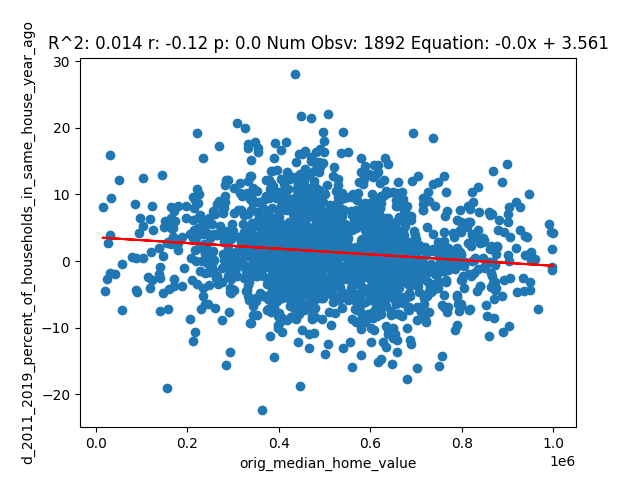 R^2: 0.014 r: -0.12 p: 0.0 Num Obsv: 1892 Equation: -0.0x + 3.561
d_2011_2019_percent_of_households_in_same_house_year_ago
30
20
10
0
−10
−20
0.0 0.2 0.4 0.6 0.8 1.0
1e6
orig_median_home_value